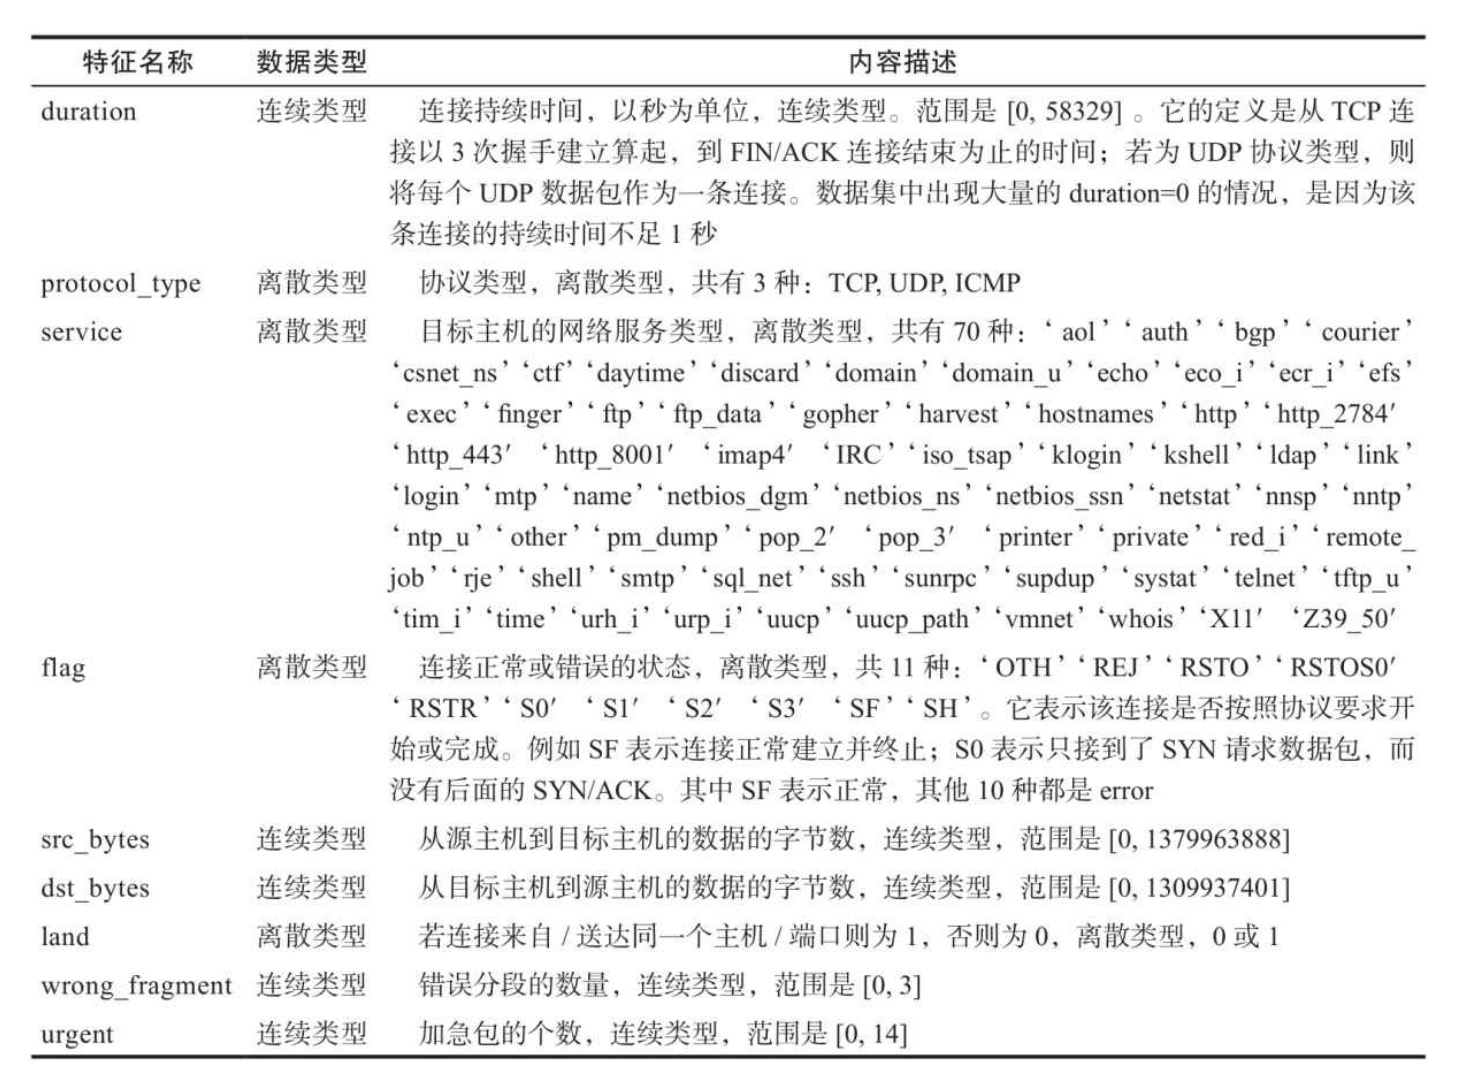 特征名称 数据类型 内容描述
duration 连续类型 连接持续时间，以秒为单位，连续类型。范围是 [0, 58329] 。它的定义是从 TCP 连
接以 3 次握手建立算起，到 FIN/ACK 连接结束为止的时间；若为 UDP 协议类型，则
将每个 UDP 数据包作为一条连接。数据集中出现大量的 duration=0 的情况，是因为该
条连接的持续时间不足 1 秒
protocol_type 离散类型 协议类型，离散类型，共有 3 种：TCP, UDP, ICMP
service 离散类型 目标主机的网络服务类型，离散类型，共有 70 种：‘ aol’ ‘ auth’ ‘ bgp’ ‘ courier’
‘csnet_ns’ ‘ctf’ ‘daytime’ ‘discard’ ‘domain’ ‘domain_u’ ‘echo’ ‘eco_i’ ‘ecr_i’ ‘efs’
‘exec’ ‘ finger’ ‘ ftp’ ‘ ftp_data’ ‘ gopher’ ‘ harvest’ ‘ hostnames’ ‘ http’ ‘ http_2784′
‘http_443′ ‘http_8001′ ‘imap4′ ‘IRC’ ‘iso_tsap’ ‘klogin’ ‘kshell’ ‘ldap’ ‘link’
‘login’ ‘mtp’ ‘name’ ‘netbios_dgm’ ‘netbios_ns’ ‘netbios_ssn’ ‘netstat’ ‘nnsp’ ‘nntp’
‘ntp_u’ ‘other’ ‘pm_dump’ ‘pop_2′ ‘pop_3′ ‘printer’ ‘private’ ‘red_i’ ‘remote_
job’ ‘rje’ ‘shell’ ‘smtp’ ‘sql_net’ ‘ssh’ ‘sunrpc’ ‘supdup’ ‘systat’ ‘telnet’ ‘tftp_u’
‘tim_i’ ‘time’ ‘urh_i’ ‘urp_i’ ‘uucp’ ‘uucp_path’ ‘vmnet’ ‘whois’ ‘X11′ ‘Z39_50′
flag 离散类型 连接正常或错误的状态，离散类型，共 11 种：‘OTH’ ‘REJ’ ‘RSTO’ ‘RSTOS0′
‘RSTR’ ‘S0′ ‘S1′ ‘S2′ ‘S3′ ‘SF’ ‘SH’。它表示该连接是否按照协议要求开
始或完成。例如 SF 表示连接正常建立并终止；S0 表示只接到了 SYN 请求数据包，而
没有后面的 SYN/ACK。其中 SF 表示正常，其他 10 种都是 error
src_bytes 连续类型 从源主机到目标主机的数据的字节数，连续类型，范围是 [0, 1379963888]
dst_bytes 连续类型 从目标主机到源主机的数据的字节数，连续类型，范围是 [0, 1309937401]
land 离散类型 若连接来自 / 送达同一个主机 / 端口则为 1，否则为 0，离散类型，0 或 1
wrong_fragment 连续类型 错误分段的数量，连续类型，范围是 [0, 3]
urgent 连续类型 加急包的个数，连续类型，范围是 [0, 14]